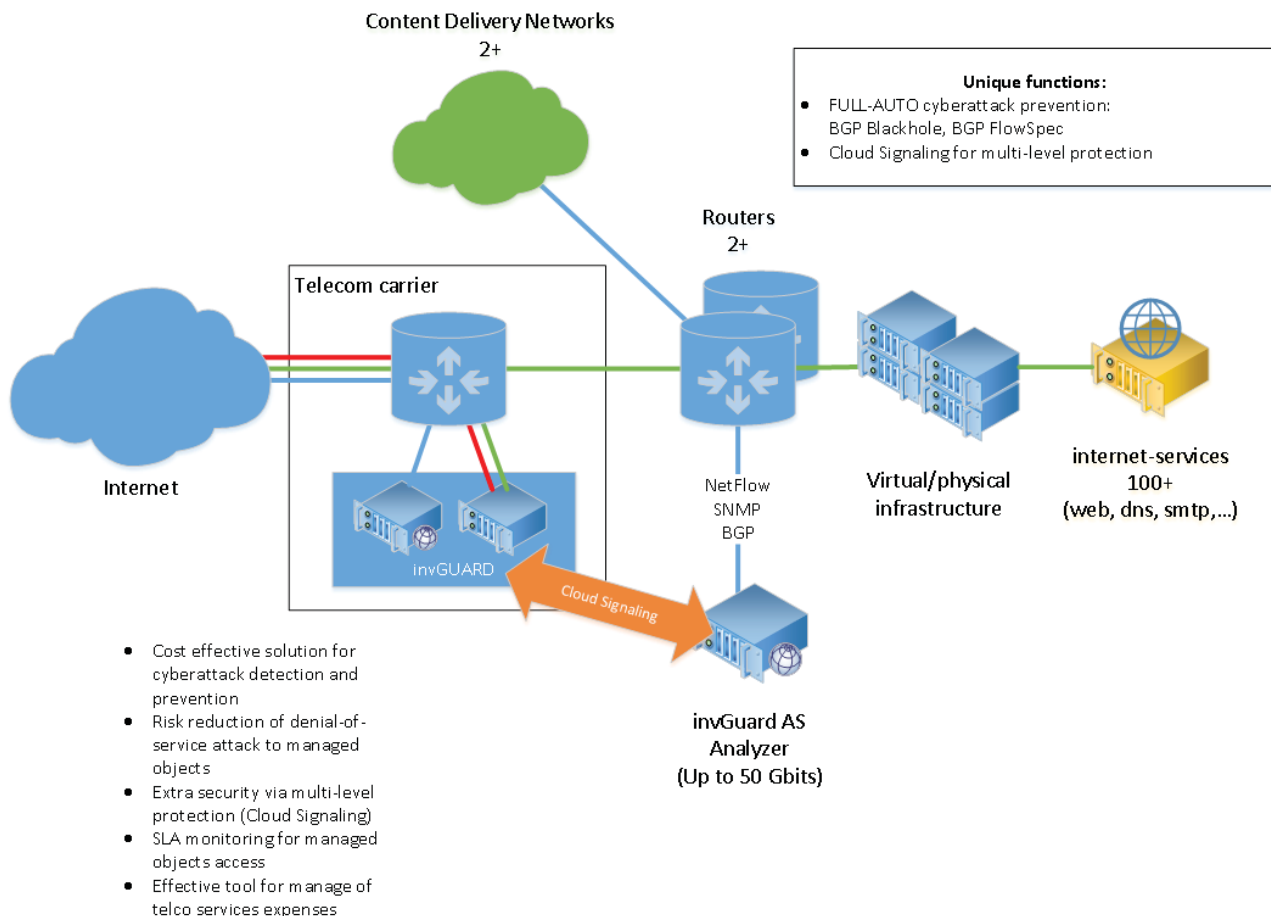 Content Delivery Networks
2+
Unique functions:
• FULL-AUTO cyberattack prevention:
BGP Blackhole, BGP FlowSpec
• Cloud Signaling for multi-level protection
Routers
2+
Telecom carrier
Internet
invGUARD
Cloud Signaling
NetFlow
SNMP
BGP
Virtual/physical
infrastructure
internet-services
100+
(web, dns, smtp,...)
invGuard AS
Analyzer
(Up to 50 Gbits)
• Cost effective solution for
cyberattack detection and
prevention
• Risk reduction of denial-of-
service attack to managed
objects
• Extra security via multi-level
protection (Cloud Signaling)
• SLA monitoring for managed
objects access
• Effective tool for manage of
telco services expenses